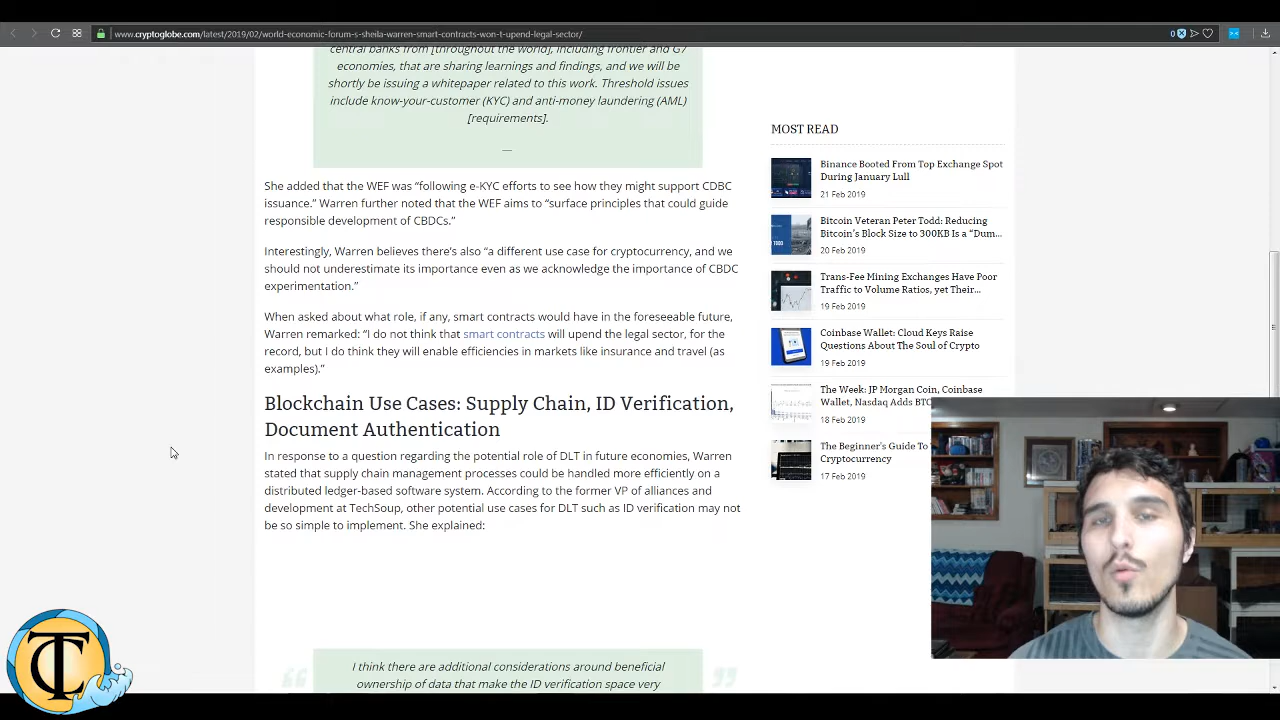 www.cryptoglobe.com/latest/2019/02/world-economic-forum-s-sheila-warren-smart-contracts-won-t-upend-legal-sector/
0
central banks from [throughout the world], including frontier and G7
economies, that are sharing learnings and findings, and we will be
shortly be issuing a whitepaper related to this work. Threshold issues
include know-your-customer (KYC) and anti-money laundering (AML)
[requirements].
—
She added that the WEF was “following e-KYC efforts to see how they might support CDBC
issuance.” Warren further noted that the WEF aims to “surface principles that could guide
responsible development of CBDCs.”
Interestingly, Warren believes there’s also “a different use case for cryptocurrency, and we
should not underestimate its importance even as we acknowledge the importance of CBDC
experimentation.”
When asked about what role, if any, smart contracts would have in the foreseeable future,
Warren remarked: “I do not think that smart contracts will upend the legal sector, for the
record, but I do think they will enable efficiencies in markets like insurance and travel (as
examples).”
Blockchain Use Cases: Supply Chain, ID Verification,
Document Authentication
In response to a question regarding the potential role of DLT in future economies, Warren
stated that supply chain management processes could be handled more efficiently on a
distributed ledger-based software system. According to the former VP of alliances and
development at TechSoup, other potential use cases for DLT such as ID verification may not
be so simple to implement. She explained:
“ I think there are additional considerations around beneficial ”
ownership of data that make the ID verification space very
MOST READ
Binance Booted From Top Exchange Spot
During January Lull
21 Feb 2019
Bitcoin Veteran Peter Todd: Reducing
Bitcoin’s Block Size to 300KB Is a “Dum...
20 Feb 2019
Trans-Fee Mining Exchanges Have Poor
Traffic to Volume Ratios, yet Their...
19 Feb 2019
Coinbase Wallet: Cloud Keys Raise
Questions About The Soul of Crypto
19 Feb 2019
The Week: JP Morgan Coin, Coinbase
Wallet, Nasdaq Adds BTC
18 Feb 2019
The Beginner’s Guide To
Cryptocurrency
17 Feb 2019
TC